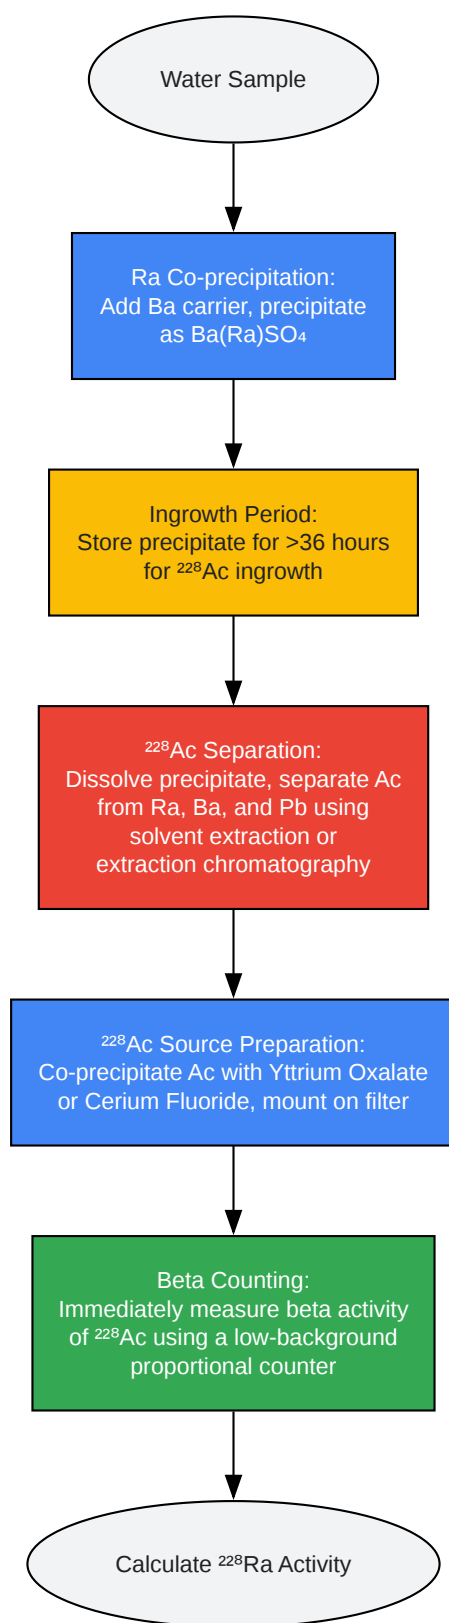 Water Sample
Ra Co-precipitation:
Add Ba carrier, precipitate
as Ba(Ra)SO₄
Ingrowth Period:
Store precipitate for >36 hours
for ²²⁸Ac ingrowth
²²⁸Ac Separation:
Dissolve precipitate, separate Ac
from Ra, Ba, and Pb using
solvent extraction or
extraction chromatography
²²⁸Ac Source Preparation:
Co-precipitate Ac with Yttrium Oxalate
or Cerium Fluoride, mount on filter
Beta Counting:
Immediately measure beta activity
of ²²⁸Ac using a low-background
proportional counter
Calculate ²²⁸Ra Activity